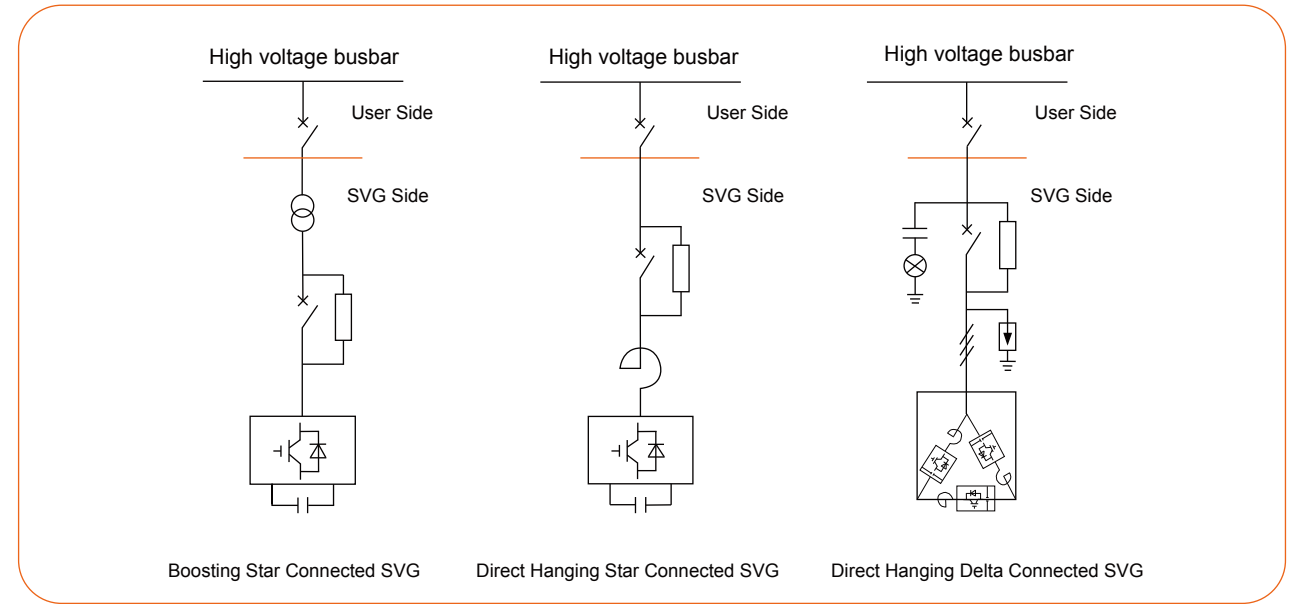 High voltage busbar
User Side
SVG Side
Boosting Star Connected SVG
High voltage busbar
User Side
SVG Side
Direct Hanging Star Connected SVG
High voltage busbar
User Side
SVG Side
Direct Hanging Delta Connected SVG